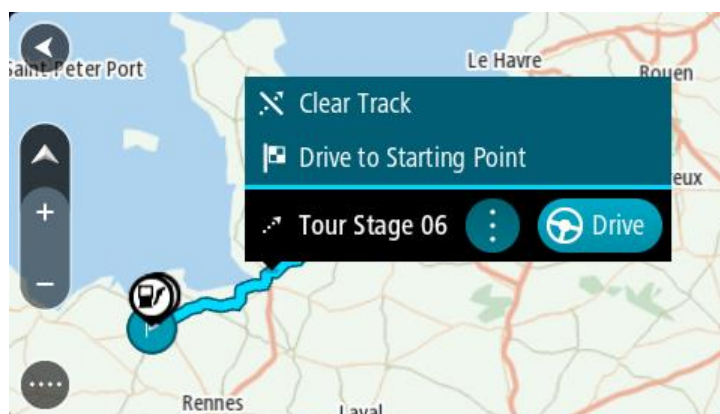 Saint Peter Port
Le Havre
Rouen
Clear Track
Drive to Starting Point
eux
Tour Stage 06
Drive
Rennes
Laval